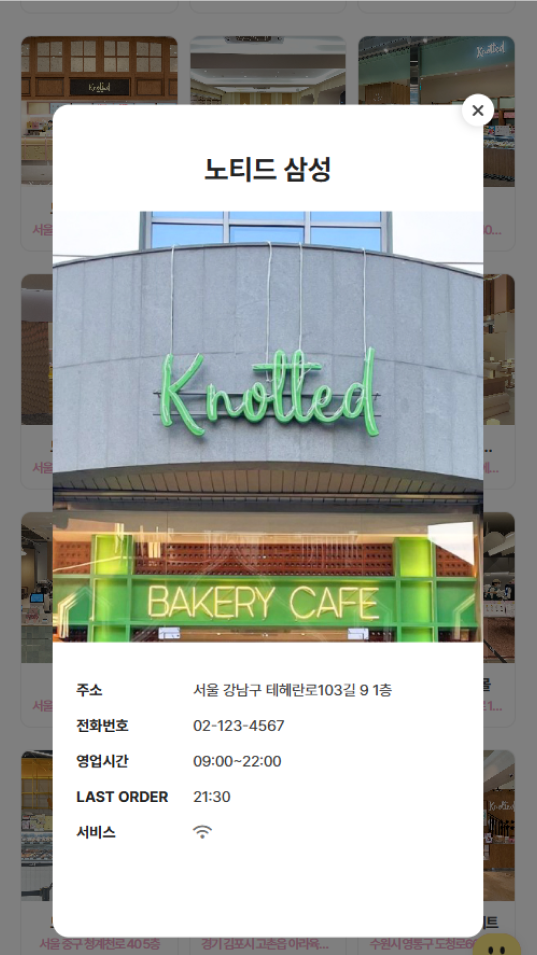 Knotted
Knotted
노티드 삼성
Knotted
BAKERY CAFE
주소 서울 강남구 테헤란로103길 9 1층
전화번호 02-123-4567
영업시간 09:00~22:00
LAST ORDER 21:30
서비스
서울 중구 청계천로 40 5층
경기 김포시 고촌읍 아라육...
수원시 영통구 도청로6